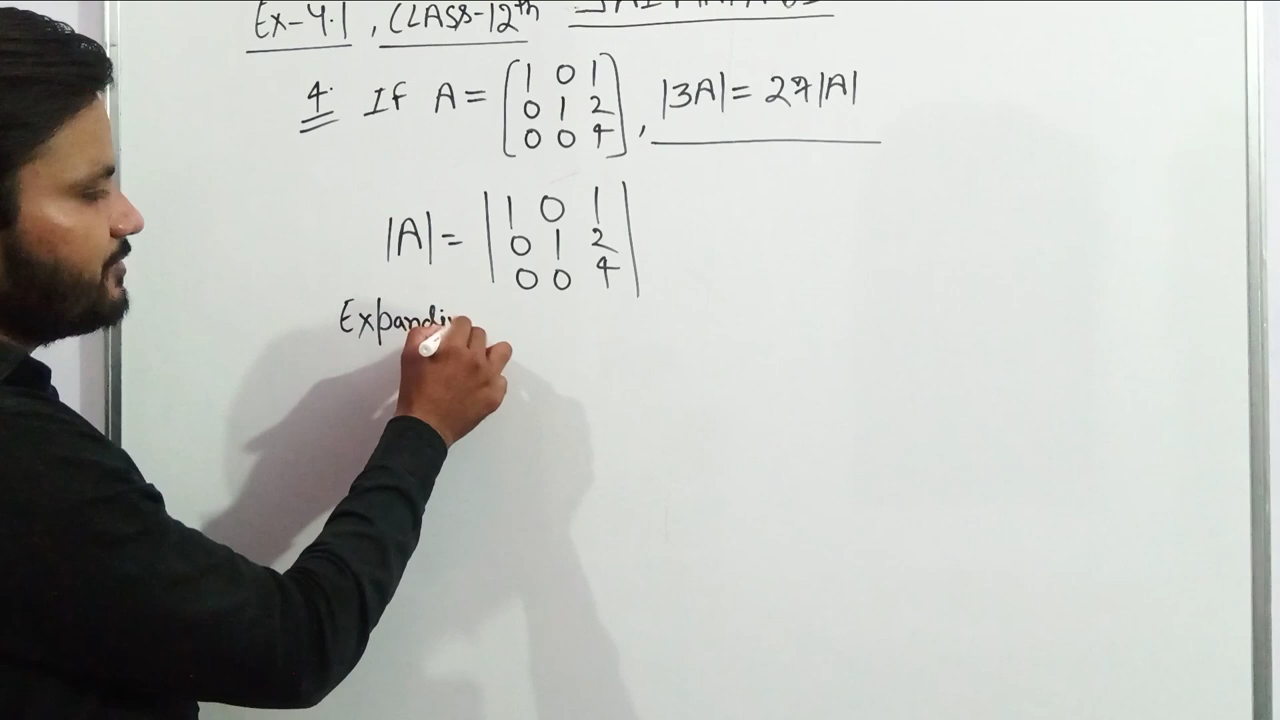 Ex-4.1, CLASS-12th
4. If A = [1 0 1
0 1 2
0 0 4], |3A| = 27|A|
|A| = |1 0 1
0 1 2
0 0 4|
Expandi